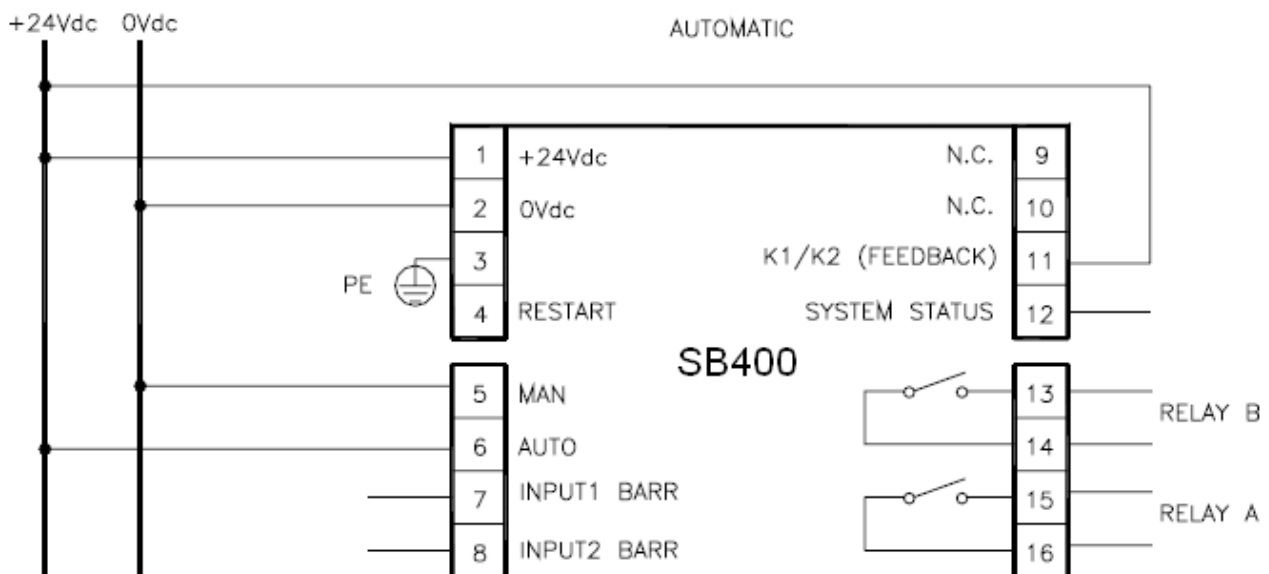 +24Vdc 0Vdc
AUTOMATIC
1 +24Vdc N.C. 9
2 0Vdc N.C. 10
3 K1/K2 (FEEDBACK) 11
PE
4 RESTART SYSTEM STATUS 12
SB400
5 MAN 13
RELAY B
6 AUTO 14
7 INPUT1 BARR 15
RELAY A
8 INPUT2 BARR 16